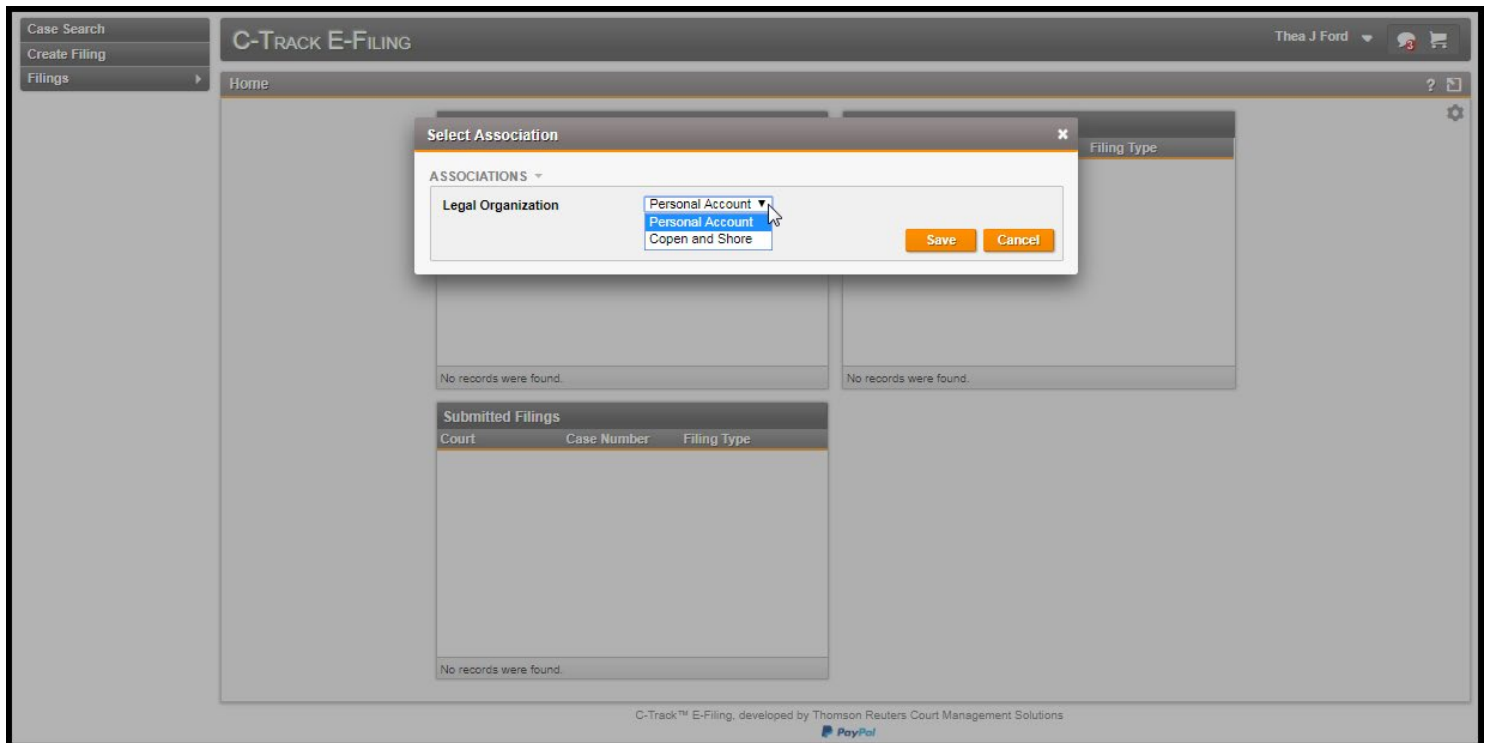 Case Search
Create Filing
Filings
C-TRACK E-FILING
Thea J Ford
3
Home
?
Select Association
Filing Type
ASSOCIATIONS
Legal Organization
Personal Account
Personal Account
Copen and Shore
Save
Cancel
No records were found.
No records were found.
Submitted Filings
Court Case Number Filing Type
No records were found.
C-Track™ E-Filing, developed by Thomson Reuters Court Management Solutions
PayPal